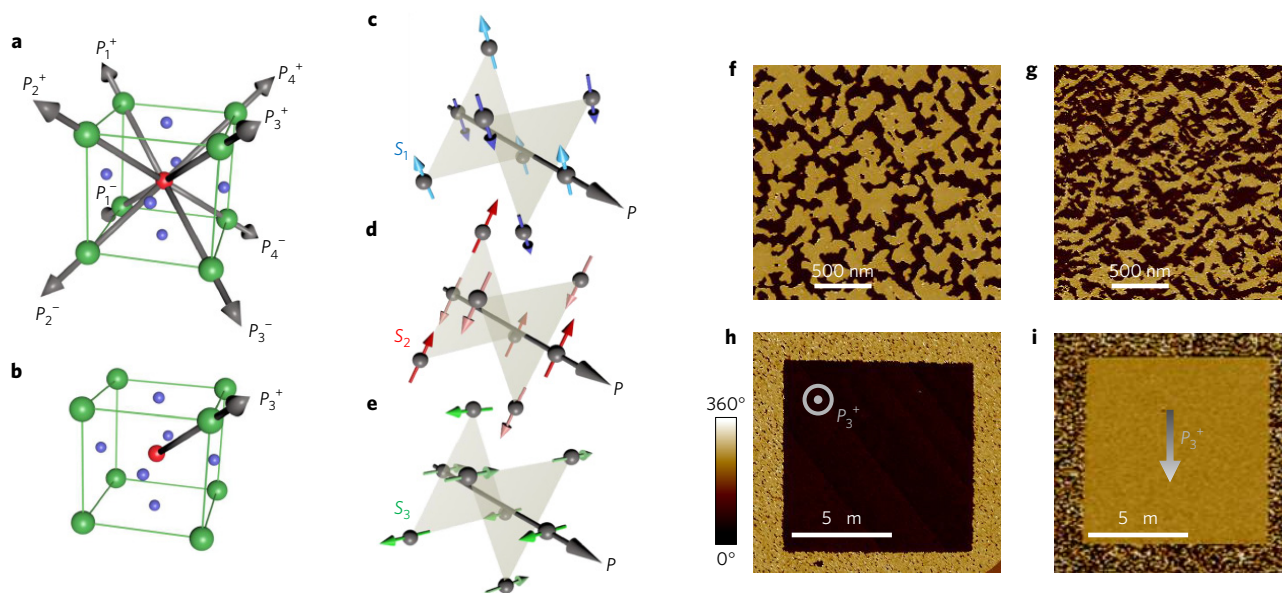 a
P₁⁺
P₂⁺
P₄⁺
P₃⁺
P₁⁻
P₄⁻
P₂⁻
P₃⁻
b
P₃⁺
c
S₁
P
d
S₂
P
e
S₃
P
f
500 nm
g
500 nm
h
360°
0°
P₃⁺
5 m
i
P₃⁺
5 m